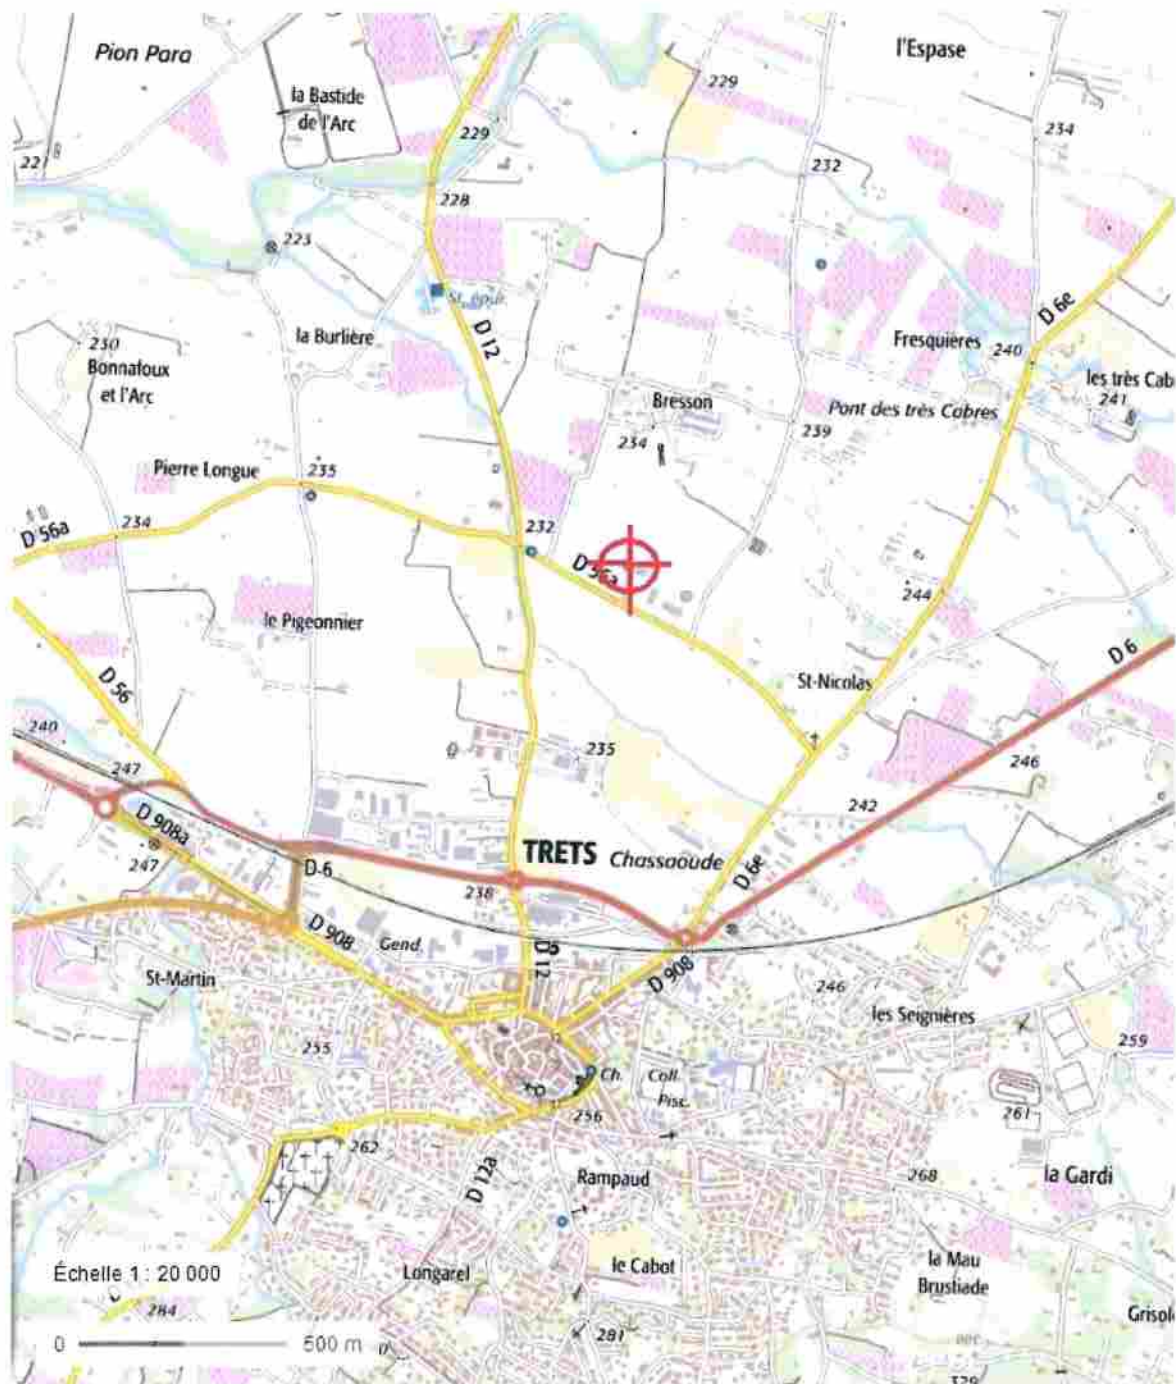 Pion Para
l'Espase
229
la Bastide
de l'Arc
229
234
221
232
228
223
St. épur.
D 12
D 6e
la Burlière
Fresquières
240
230
Bonnafoux
et l'Arc
les très Cab
241
Bresson
Pont des très Cabres
239
234
Pierre Longue
235
D 56a
234
232
D 56a
244
le Pigeonnier
D 6
D 56
St-Nicolas
240
235
246
247
242
D 908a
TRETS
Chassaoude
247
D 6
238
D 6e
D 908
Gend.
D 12
St-Martin
D 908
246
les Seignières
255
259
Ch.
Coll.
Pisc.
256
261
262
Rampaud
268
la Gardi
D 12a
Longarel
le Cabot
la Mau
Brustiade
Échelle 1 : 20 000
284
Grisol
0
500 m
281